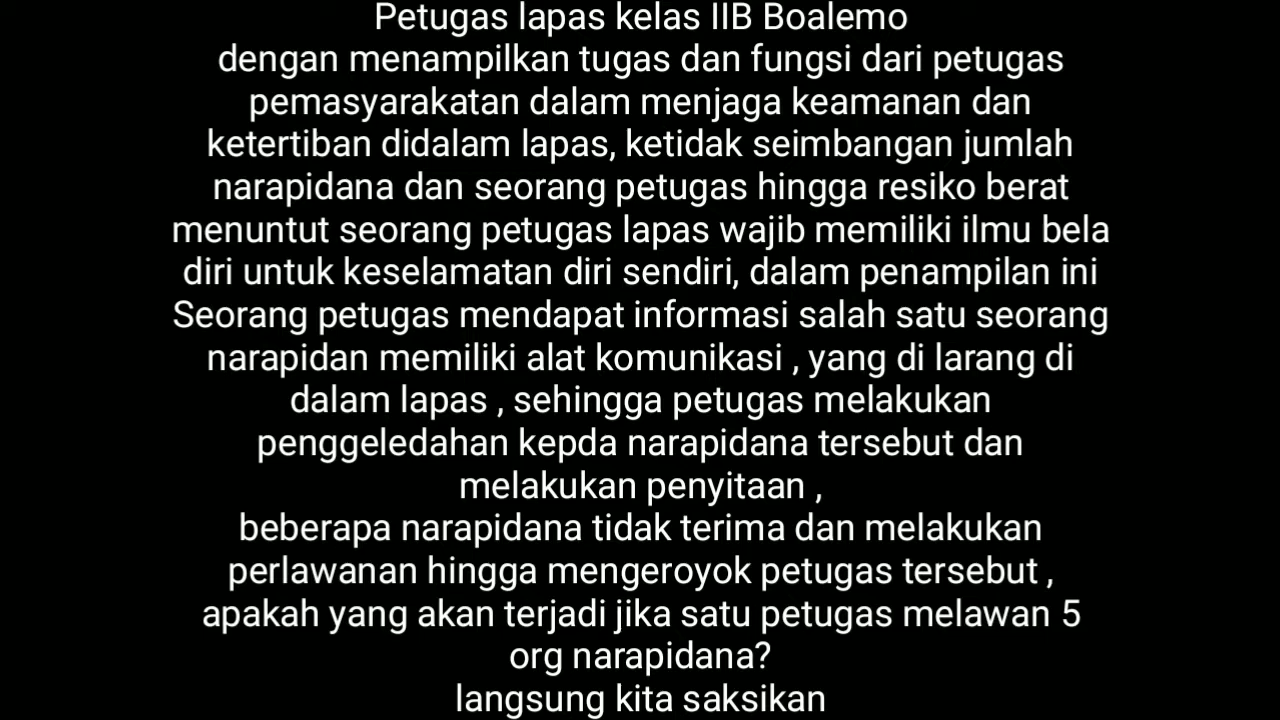 Petugas lapas kelas IIB Boalemo
dengan menampilkan tugas dan fungsi dari petugas
pemasyarakatan dalam menjaga keamanan dan
ketertiban didalam lapas, ketidak seimbangan jumlah
narapidana dan seorang petugas hingga resiko berat
menuntut seorang petugas lapas wajib memiliki ilmu bela
diri untuk keselamatan diri sendiri, dalam penampilan ini
Seorang petugas mendapat informasi salah satu seorang
narapidan memiliki alat komunikasi , yang di larang di
dalam lapas , sehingga petugas melakukan
penggeledahan kepda narapidana tersebut dan
melakukan penyitaan ,
beberapa narapidana tidak terima dan melakukan
perlawanan hingga mengeroyok petugas tersebut ,
apakah yang akan terjadi jika satu petugas melawan 5
org narapidana?
langsung kita saksikan